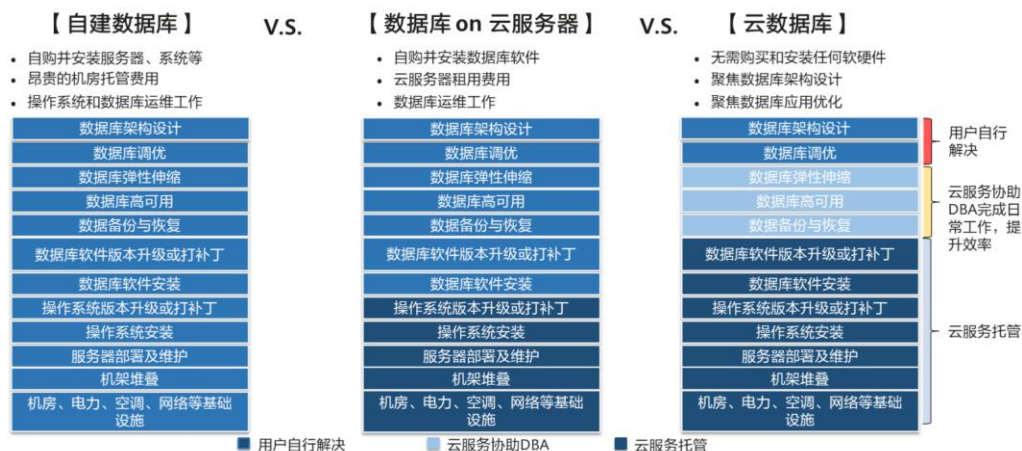 【 自建数据库 】
V.S.
【 数据库 on 云服务器 】
V.S.
【 云数据库 】
• 自购并安装服务器、系统等
• 昂贵的机房托管费用
• 操作系统和数据库运维工作
• 自购并安装数据库软件
• 云服务器租用费用
• 数据库运维工作
• 无需购买和安装任何软硬件
• 聚焦数据库架构设计
• 聚焦数据库应用优化
数据库架构设计
数据库调优
数据库弹性伸缩
数据库高可用
数据备份与恢复
数据库软件版本升级或打补丁
数据库软件安装
操作系统版本升级或打补丁
操作系统安装
服务器部署及维护
机架堆叠
机房、电力、空调、网络等基础
设施
数据库架构设计
数据库调优
数据库弹性伸缩
数据库高可用
数据备份与恢复
数据库软件版本升级或打补丁
数据库软件安装
操作系统版本升级或打补丁
操作系统安装
服务器部署及维护
机架堆叠
机房、电力、空调、网络等基础
设施
数据库架构设计
数据库调优
数据库弹性伸缩
数据库高可用
数据备份与恢复
数据库软件版本升级或打补丁
数据库软件安装
操作系统版本升级或打补丁
操作系统安装
服务器部署及维护
机架堆叠
机房、电力、空调、网络等基础
设施
用户自行
解决
云服务协助
DBA完成日
常工作，提
升效率
云服务托管
用户自行解决
云服务协助DBA
云服务托管